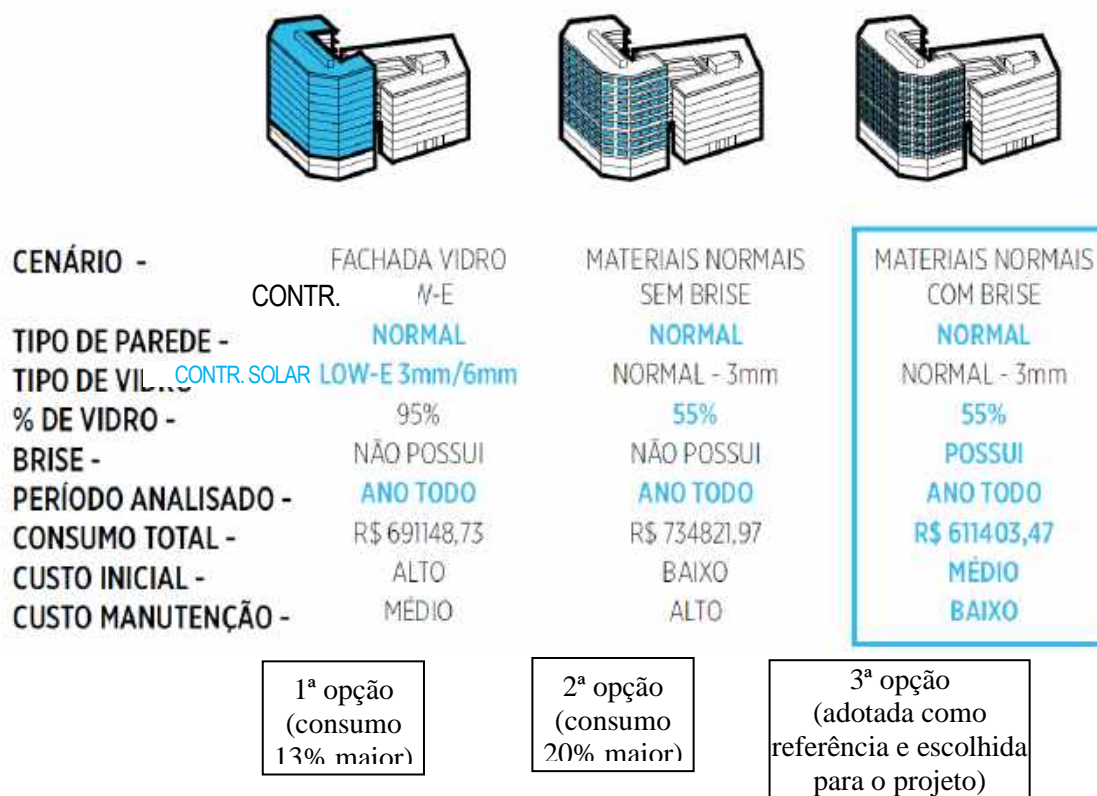 CENÁRIO - FACHADA VIDRO MATERIAIS NORMAIS MATERIAIS NORMAIS
CONTR. W-E SEM BRISE COM BRISE
TIPO DE PAREDE - NORMAL NORMAL NORMAL
TIPO DE CONTR. SOLAR LOW-E 3mm/6mm NORMAL - 3mm NORMAL - 3mm
% DE VIDRO - 95% 55% 55%
BRISE - NÃO POSSUI NÃO POSSUI POSSUI
PERÍODO ANALISADO - ANO TODO ANO TODO ANO TODO
CONSUMO TOTAL - R$ 691148,73 R$ 734821,97 R$ 611403,47
CUSTO INICIAL - ALTO BAIXO MÉDIO
CUSTO MANUTENÇÃO - MÉDIO ALTO BAIXO
1ª opção
(consumo
13% maior)
2ª opção
(consumo
20% maior)
3ª opção
(adotada como
referência e escolhida
para o projeto)